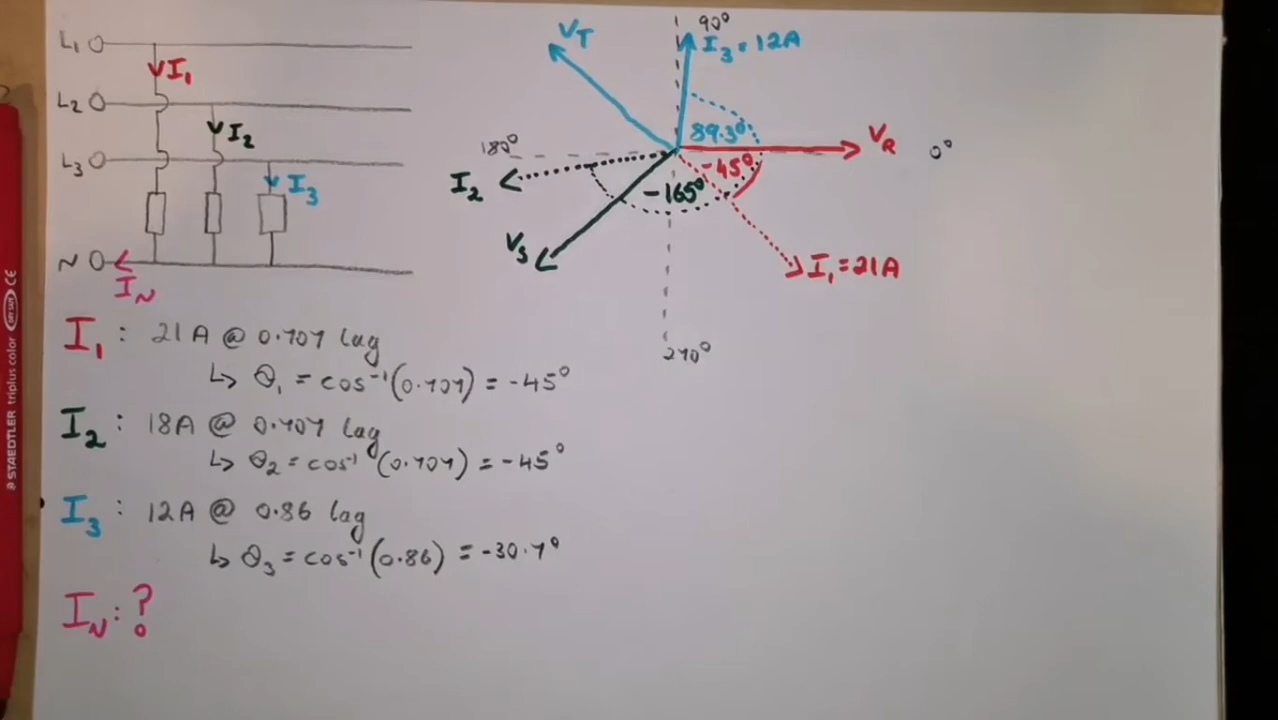 L1
I1
L2
I2
L3
I3
N
IN
VT
90°
I3 = 12A
89.3°
VR
0°
180°
-45°
I2
-165°
VS
I1 = 21A
270°
I1 : 21A @ 0.707 lag
↳ θ1 = cos⁻¹(0.707) = -45°
I2 : 18A @ 0.707 lag
↳ θ2 = cos⁻¹(0.707) = -45°
I3 : 12A @ 0.86 lag
↳ θ3 = cos⁻¹(0.86) = -30.7°
IN : ?
STAEDTLER triplus color DRY SAFE CE